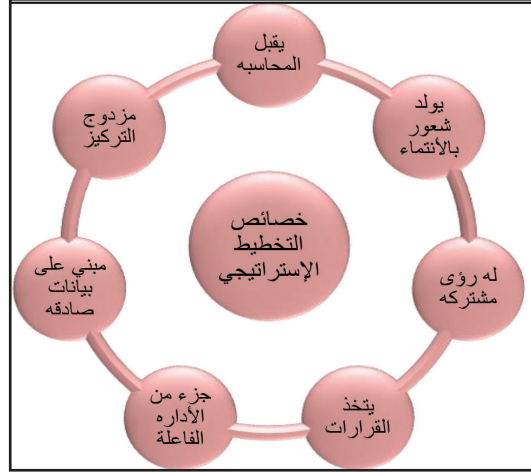 يقبل
المحاسبه
يولد
شعور
بالأنتماء
له رؤى
مشتركه
يتخذ
القرارات
جزء من
الأداره
الفاعلة
مبني على
بيانات
صادقه
مزدوج
التركيز
خصائص
التخطيط
الإستراتيجي